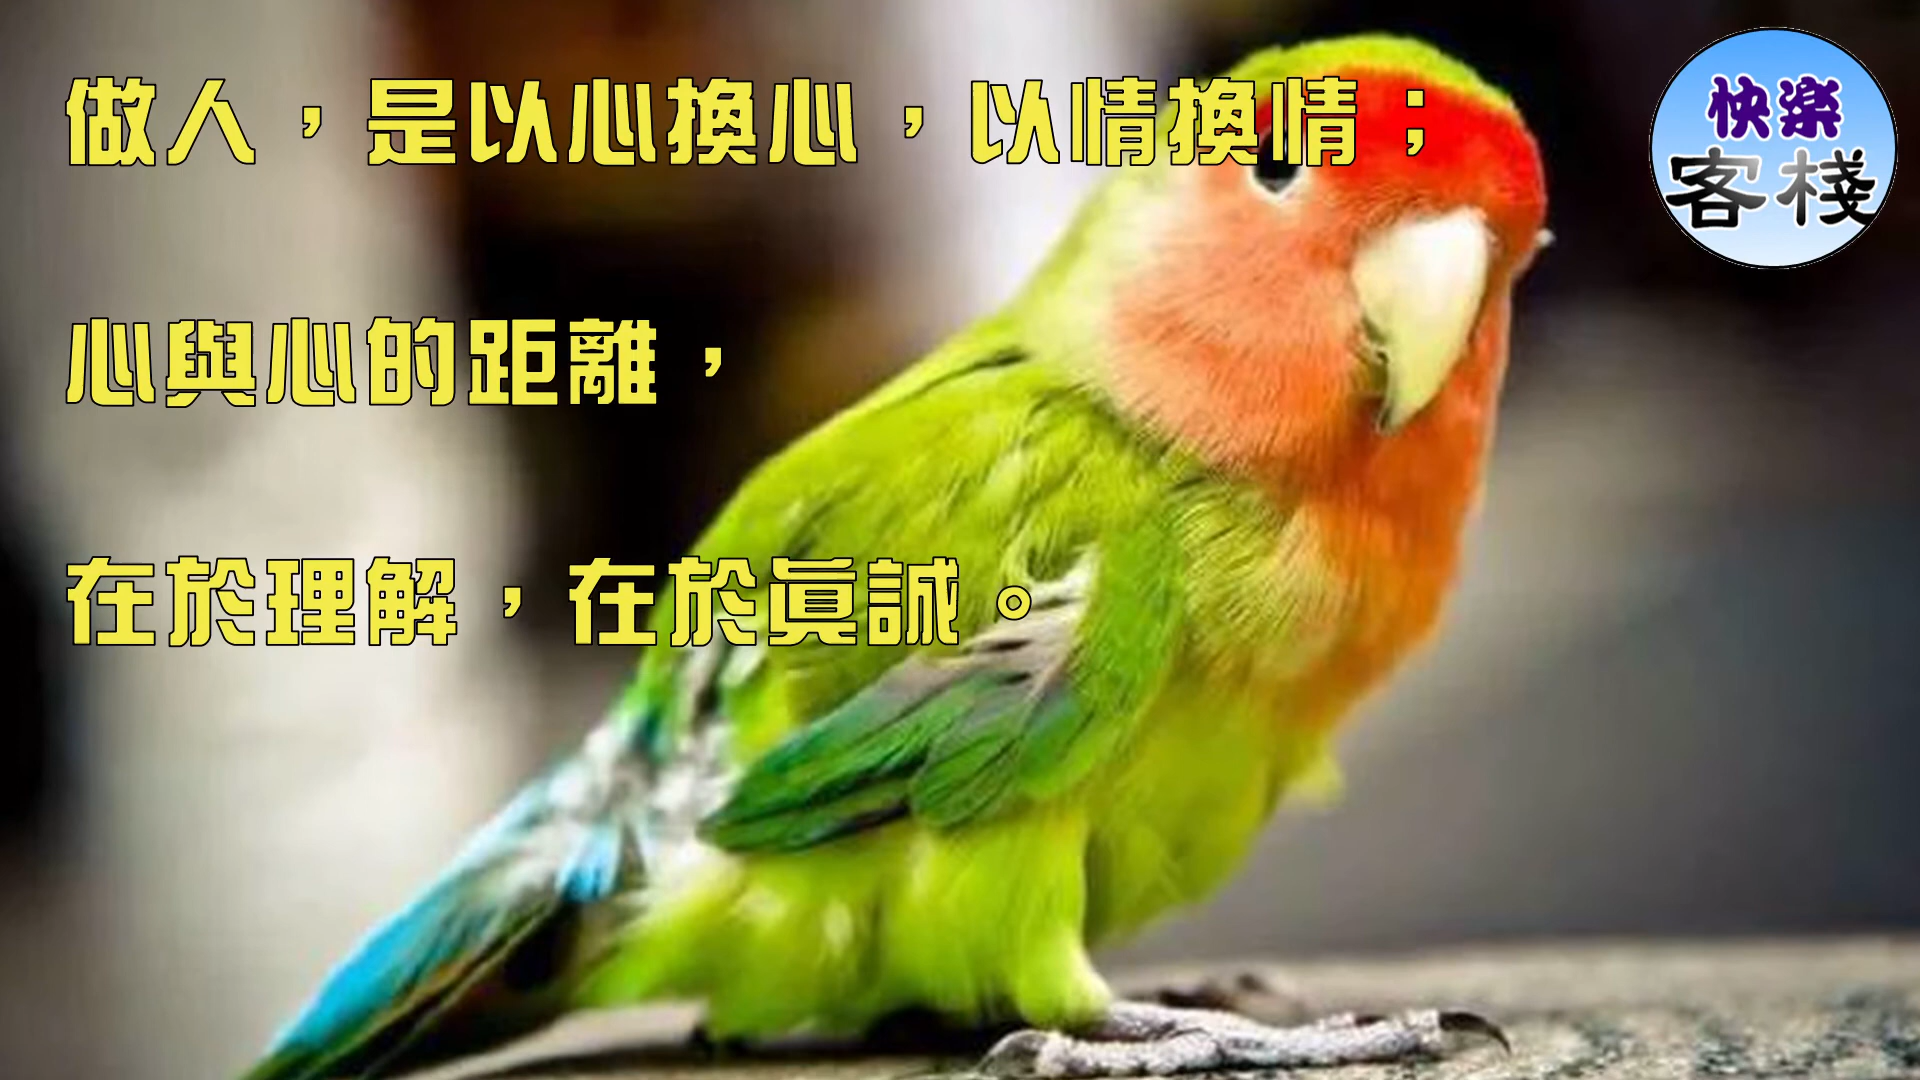 做人，是以心換心，以情換情；
心與心的距離，
在於理解，在於眞誠。
快樂
客棧